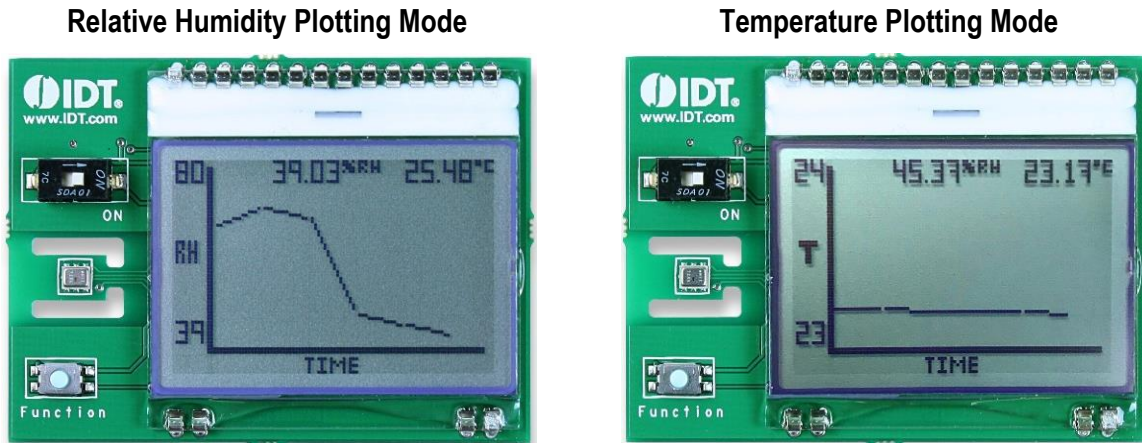 Relative Humidity Plotting Mode
IDT®
www.IDT.com
7C
SDA01
ON
ON
80 39.03%RH 25.48°C
RH
39
TIME
Function
Temperature Plotting Mode
IDT®
www.IDT.com
7C
SDA01
ON
ON
24 45.37%RH 23.17°C
T
23
TIME
Function